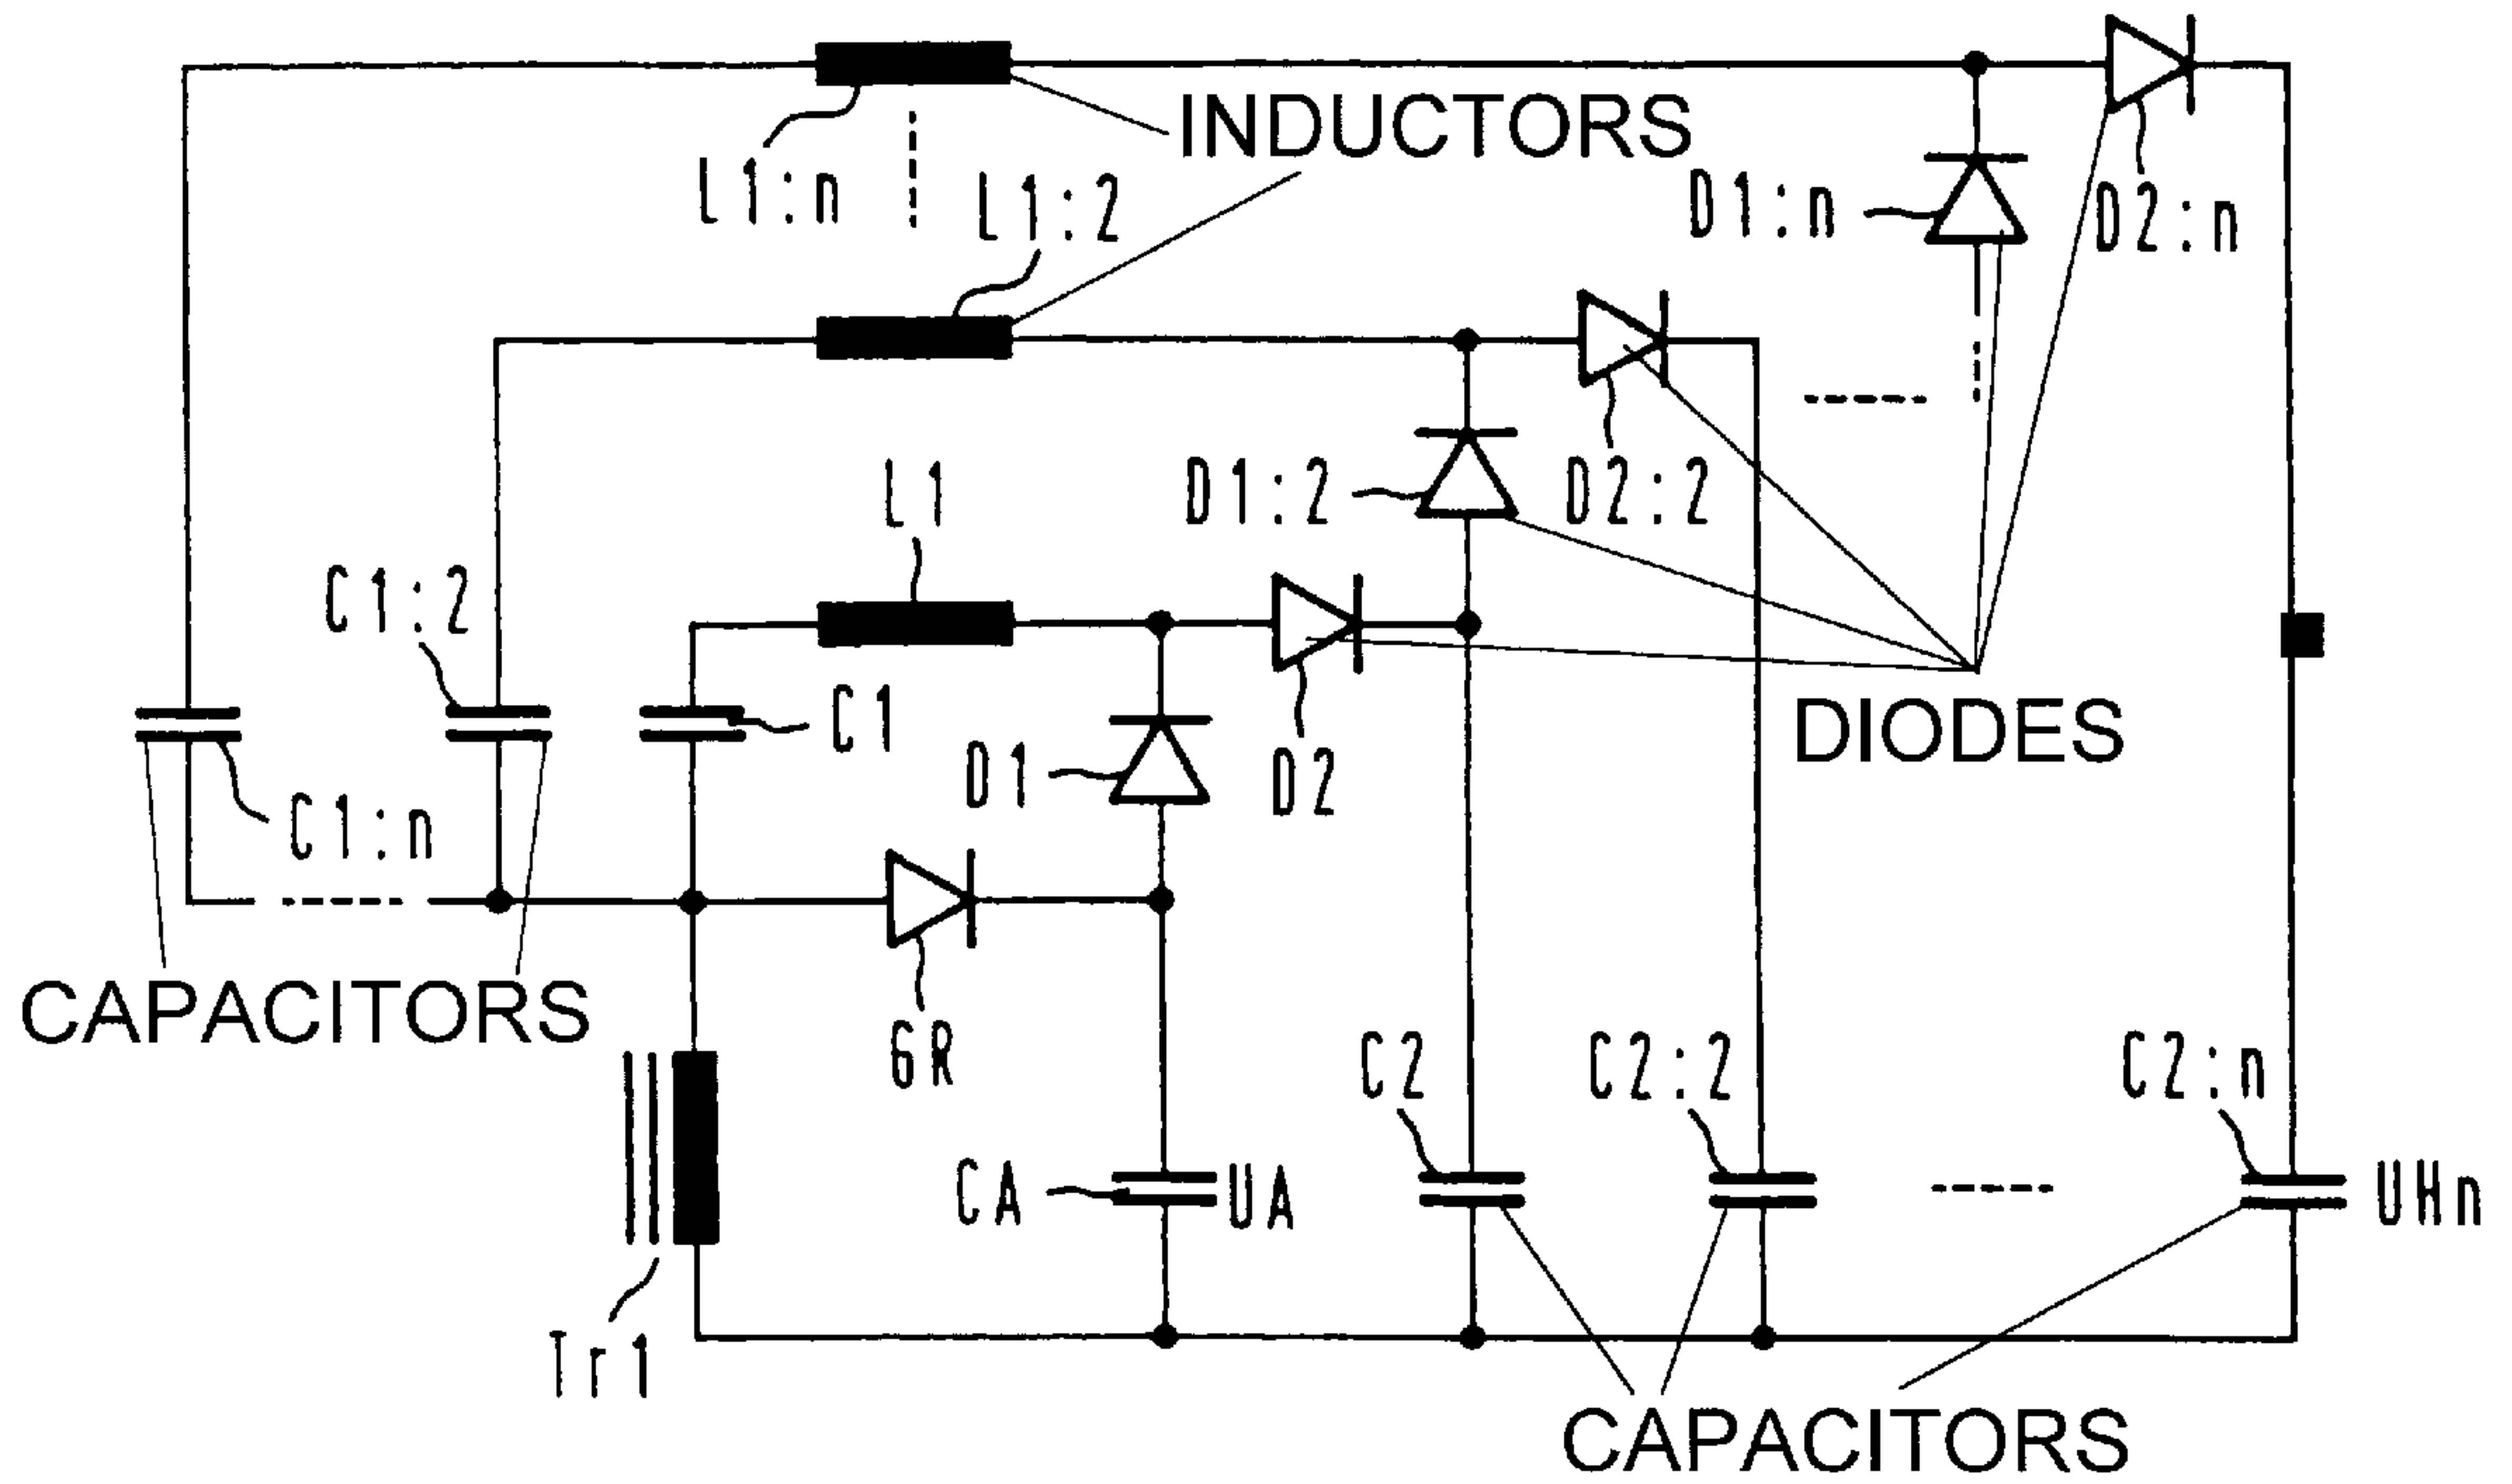 INDUCTORS
L1:n
L1:2
D1:n
D2:n
L1
D1:2
D2:2
C1:2
C1
D1
D2
DIODES
C1:n
CAPACITORS
GR
C2
C2:2
C2:n
CA
UA
UHn
Tr1
CAPACITORS